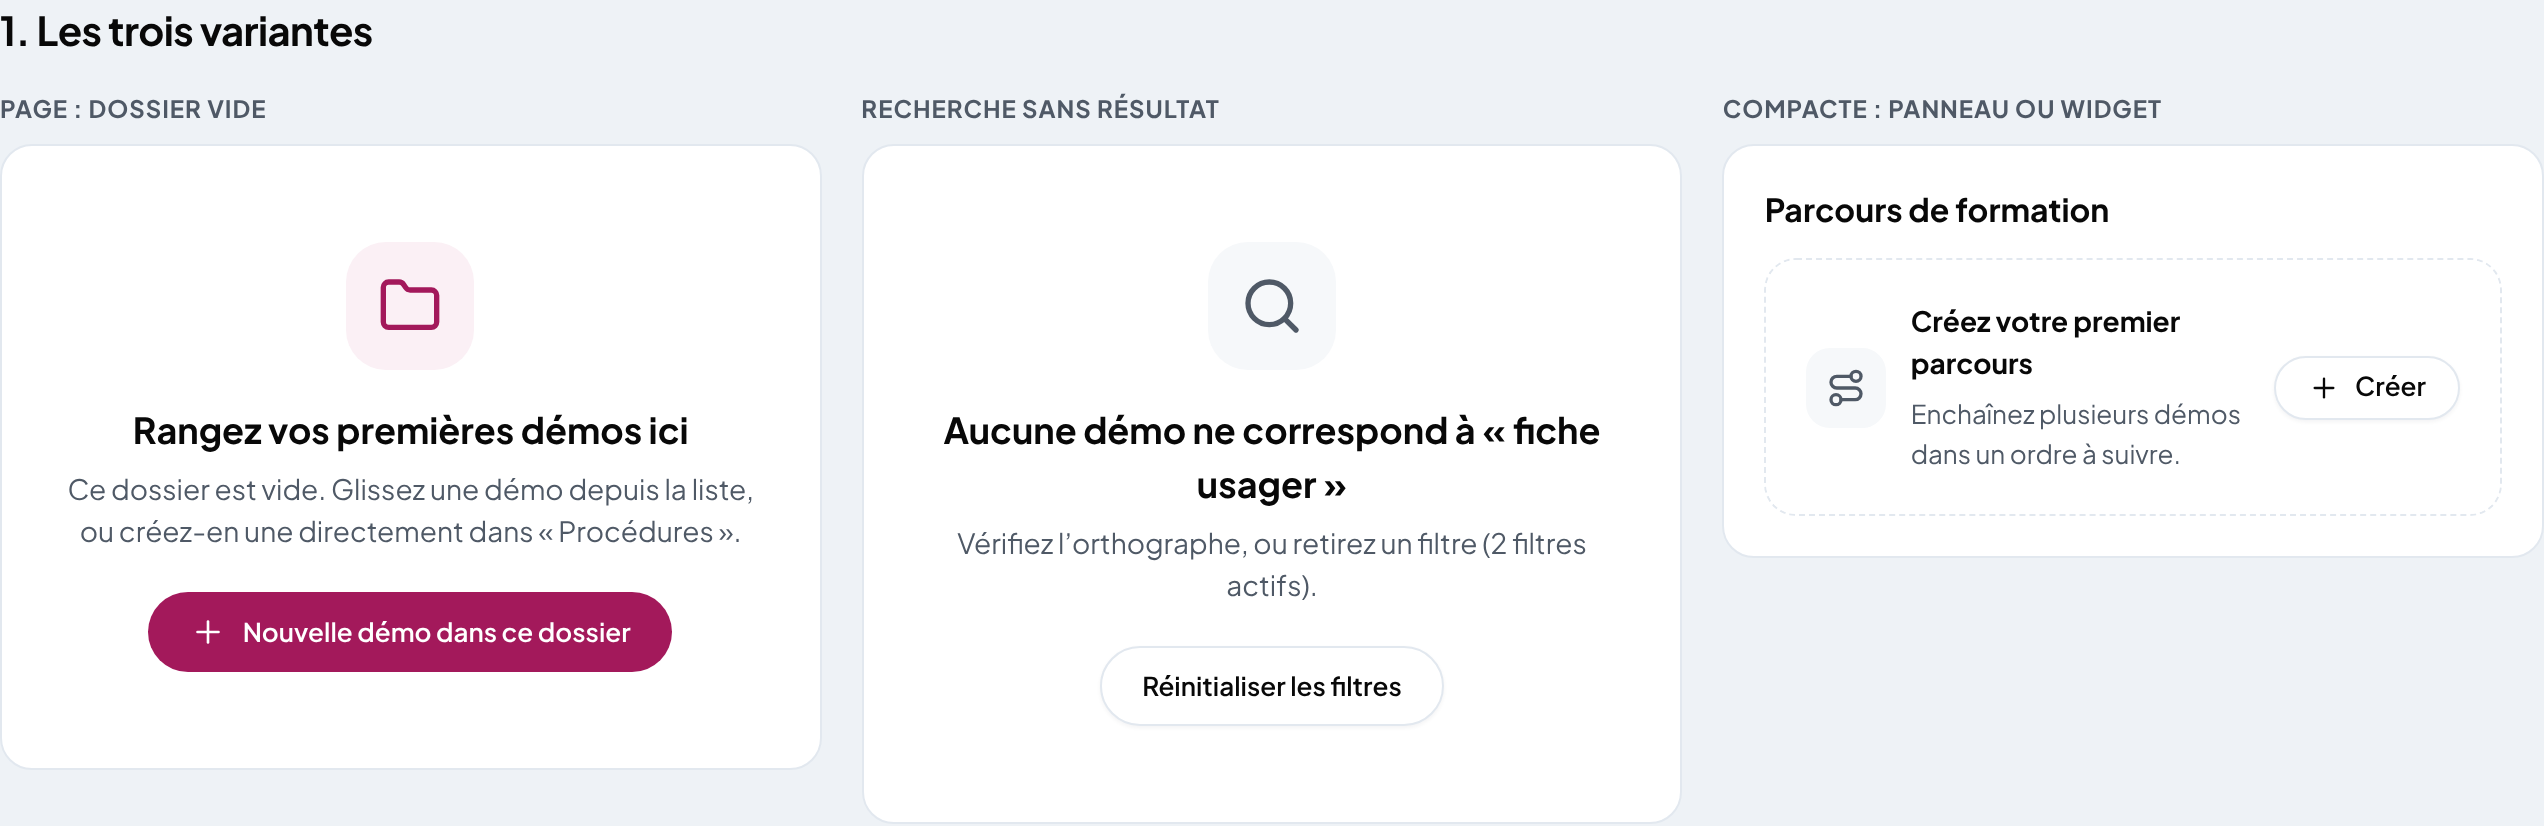 1. Les trois variantes
PAGE : DOSSIER VIDE
Rangez vos premières démos ici
Ce dossier est vide. Glissez une démo depuis la liste,
ou créez-en une directement dans « Procédures ».
Nouvelle démo dans ce dossier
RECHERCHE SANS RÉSULTAT
Aucune démo ne correspond à « fiche
usager »
Vérifiez l’orthographe, ou retirez un filtre (2 filtres
actifs).
Réinitialiser les filtres
COMPACTE : PANNEAU OU WIDGET
Parcours de formation
Créez votre premier
parcours
Enchaînez plusieurs démos
dans un ordre à suivre.
Créer